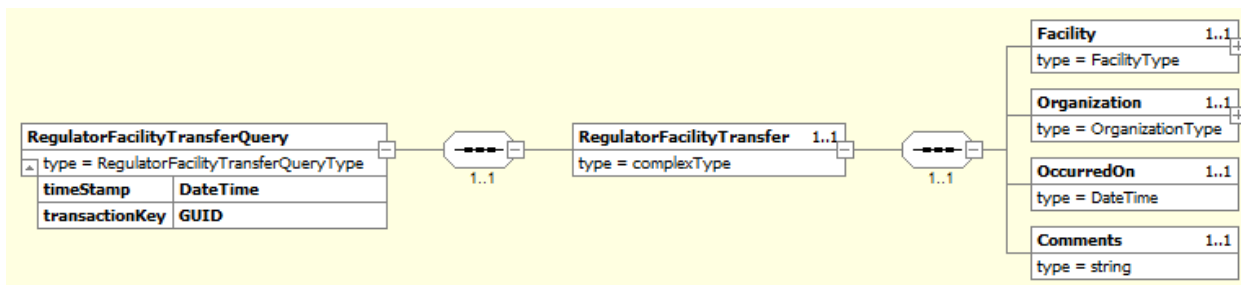 Facility 1..1
type = FacilityType
Organization 1..1
type = OrganizationType
RegulatorFacilityTransferQuery
type = RegulatorFacilityTransferQueryType
timeStamp DateTime
transactionKey GUID
1..1
RegulatorFacilityTransfer 1..1
type = complexType
1..1
OccurredOn 1..1
type = DateTime
Comments 1..1
type = string